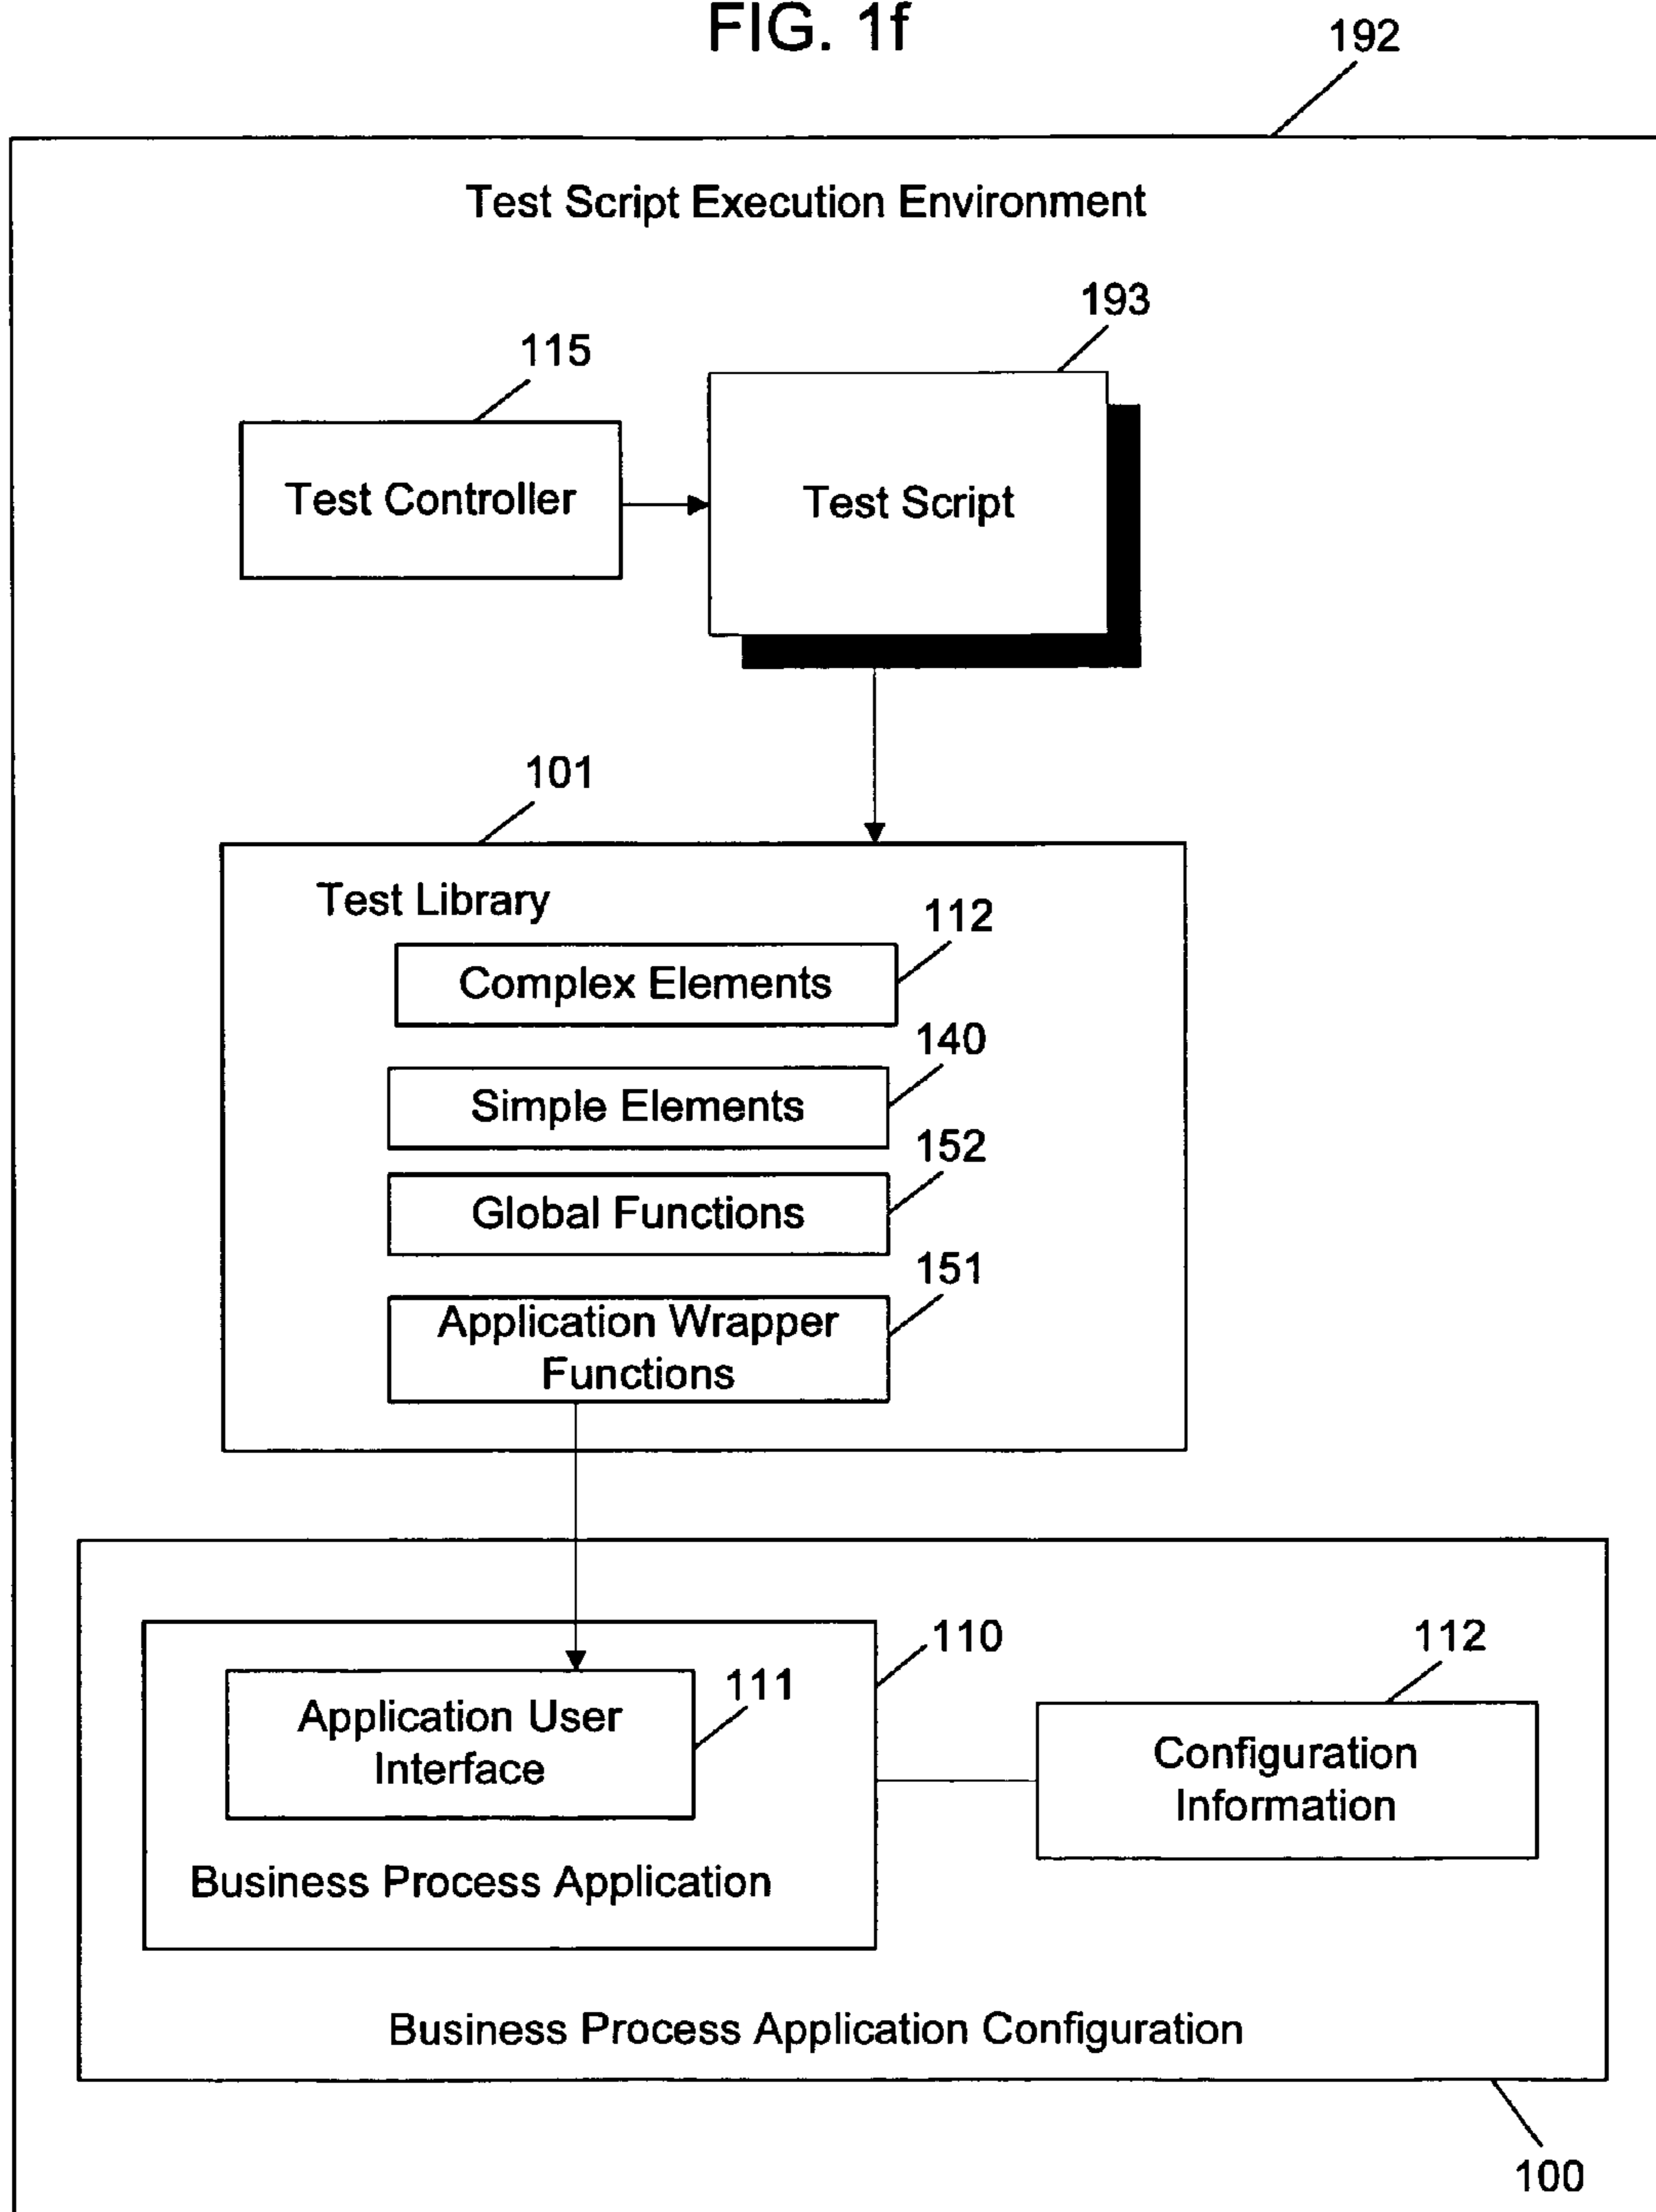 FIG. 1f
192
Test Script Execution Environment
193
115
Test Controller
Test Script
101
Test Library
112
Complex Elements
140
Simple Elements
152
Global Functions
151
Application Wrapper
Functions
110
112
111
Application User
Interface
Configuration
Information
Business Process Application
Business Process Application Configuration
100